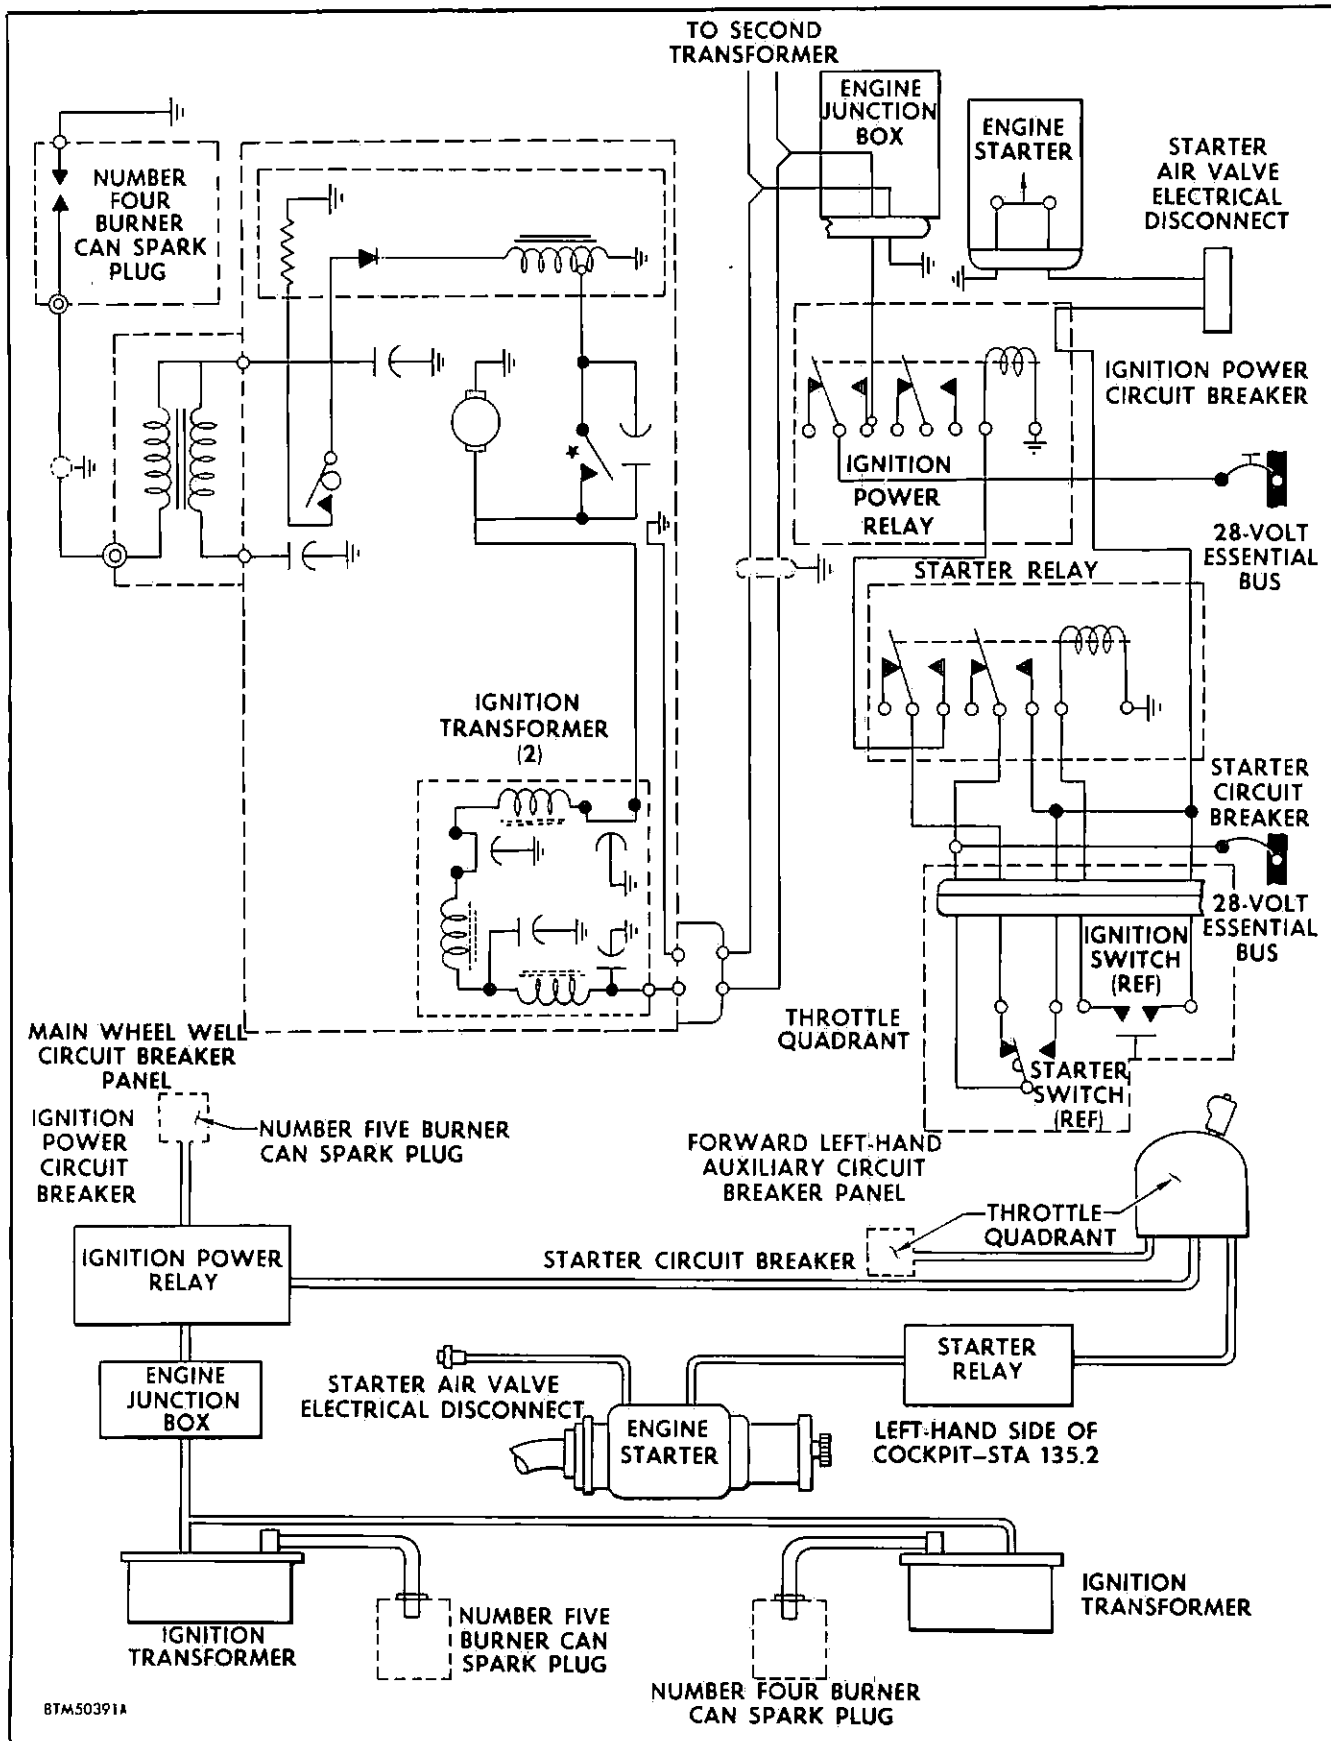 TO SECOND
TRANSFORMER
ENGINE
JUNCTION
BOX
ENGINE
STARTER
STARTER
AIR VALVE
ELECTRICAL
DISCONNECT
NUMBER
FOUR
BURNER
CAN SPARK
PLUG
IGNITION POWER
CIRCUIT BREAKER
IGNITION
POWER
RELAY
28-VOLT
ESSENTIAL
BUS
STARTER RELAY
IGNITION
TRANSFORMER
(2)
STARTER
CIRCUIT
BREAKER
28-VOLT
ESSENTIAL
BUS
IGNITION
SWITCH
(REF)
THROTTLE
QUADRANT
STARTER
SWITCH
(REF)
MAIN WHEEL WELL
CIRCUIT BREAKER
PANEL
IGNITION
POWER
CIRCUIT
BREAKER
NUMBER FIVE BURNER
CAN SPARK PLUG
FORWARD LEFT-HAND
AUXILIARY CIRCUIT
BREAKER PANEL
THROTTLE
QUADRANT
STARTER CIRCUIT BREAKER
IGNITION POWER
RELAY
ENGINE
JUNCTION
BOX
STARTER AIR VALVE
ELECTRICAL DISCONNECT
ENGINE
STARTER
STARTER
RELAY
LEFT-HAND SIDE OF
COCKPIT-STA 135.2
IGNITION
TRANSFORMER
NUMBER FIVE
BURNER CAN
SPARK PLUG
NUMBER FOUR BURNER
CAN SPARK PLUG
IGNITION
TRANSFORMER
BTM50391A